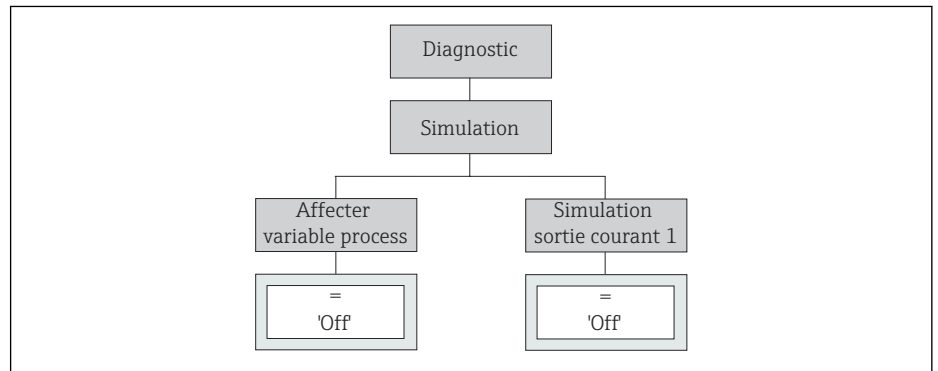 Diagnostic
Simulation
Affecter
variable process
Simulation
sortie courant 1
=
'Off'
=
'Off'